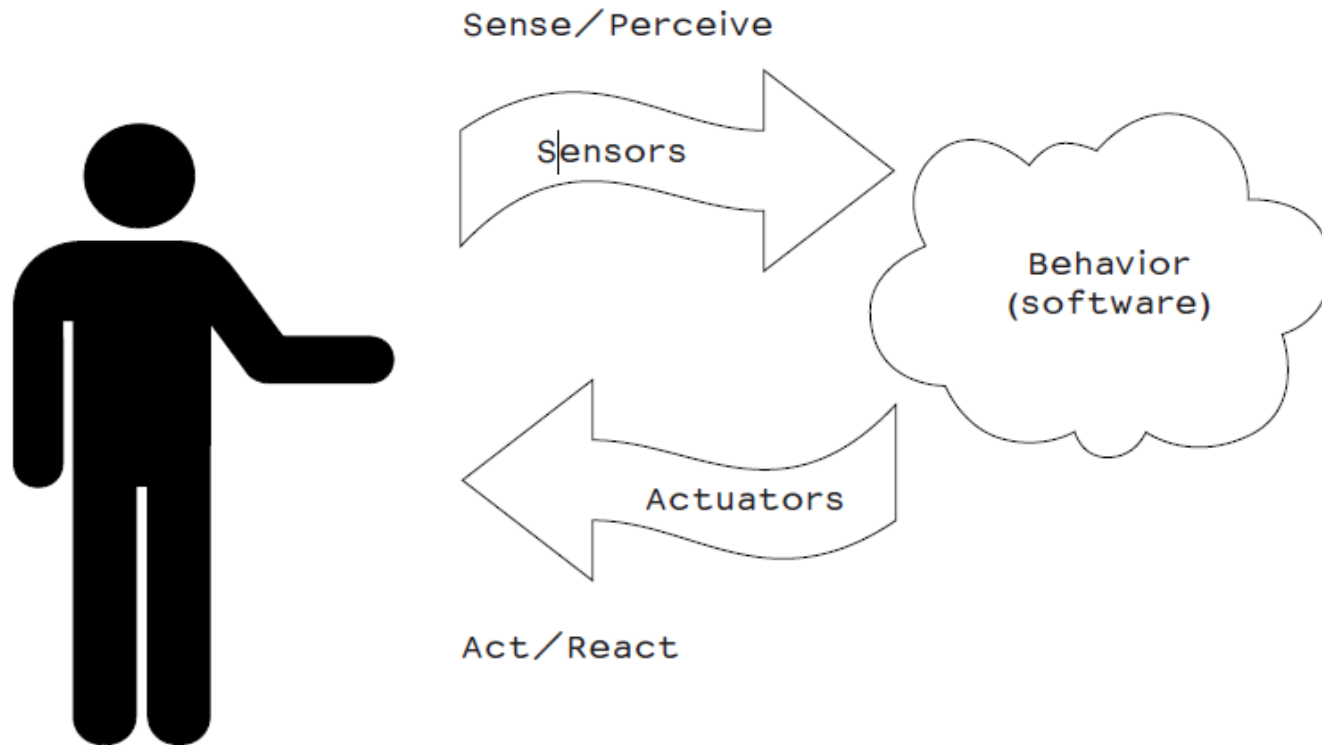 Sense/Perceive
Sensors
Behavior
(software)
Actuators
Act/React